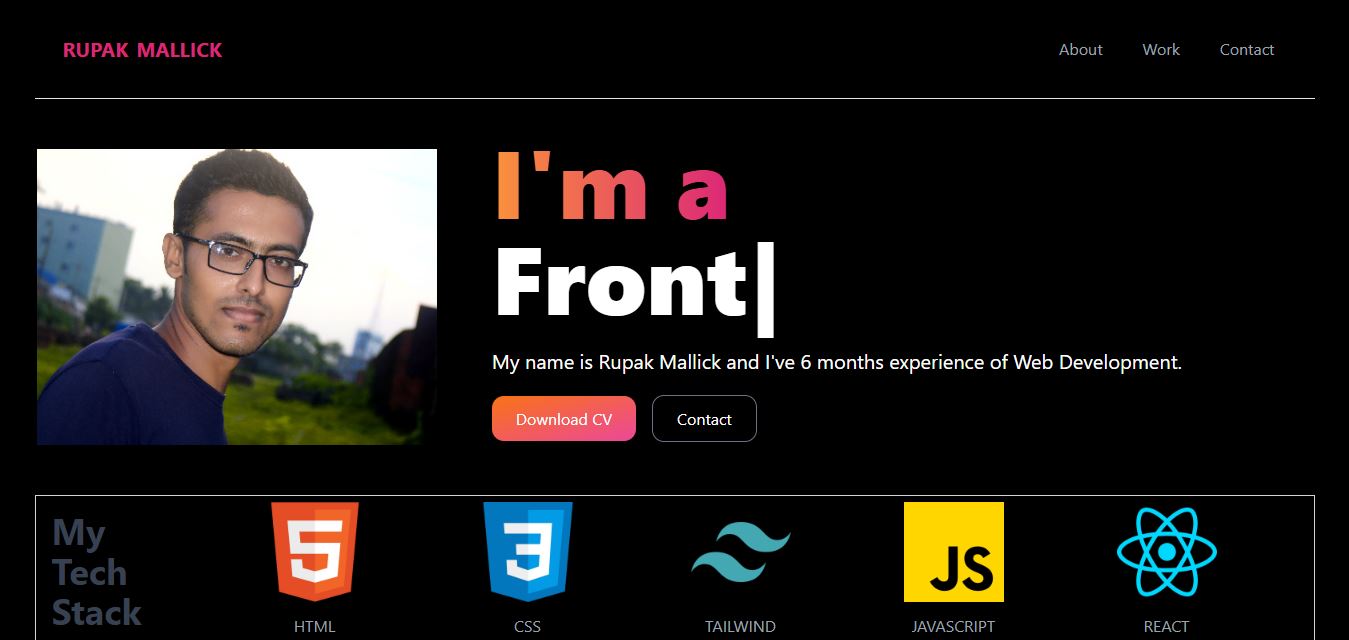 RUPAK MALLICK
About Work Contact
I'm a
Front|
My name is Rupak Mallick and I've 6 months experience of Web Development.
Download CV Contact
My
Tech
Stack
5
3
JS
HTML CSS TAILWIND JAVASCRIPT REACT